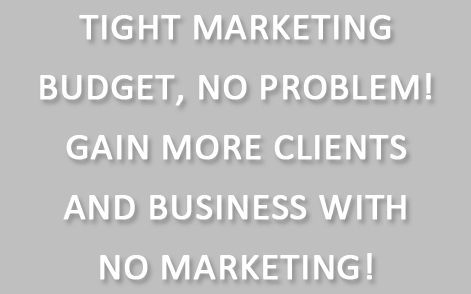 TIGHT MARKETING
BUDGET, NO PROBLEM!
GAIN MORE CLIENTS
AND BUSINESS WITH
NO MARKETING!